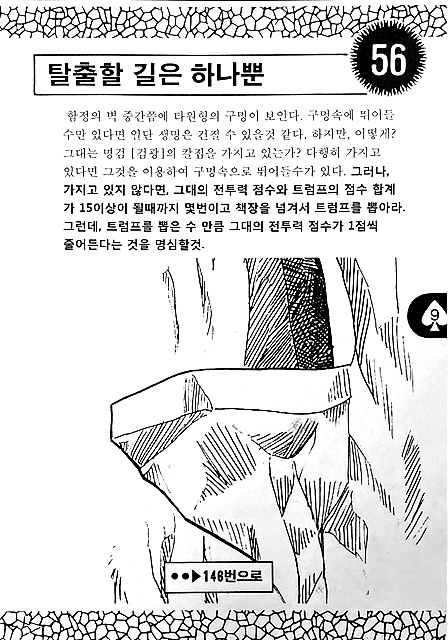 56
탈출할 길은 하나뿐
함정의 벽 중간쯤에 타원형의 구멍이 보인다. 구멍속에 뛰어들
수만 있다면 일단 생명은 건질 수 있을것 같다. 하지만, 어떻게?
그대는 명검 [검광]의 칼집을 가지고 있는가? 다행히 가지고
있다면 그것을 이용하여 구멍속으로 뛰어들수가 있다. 그러나,
가지고 있지 않다면, 그대의 전투력 점수와 트럼프의 점수 합계
가 15이상이 될때까지 몇번이고 책장을 넘겨서 트럼프를 뽑아라.
그런데, 트럼프를 뽑은 수 만큼 그대의 전투력 점수가 1점씩
줄어든다는 것을 명심할것.
9
••▶146번으로